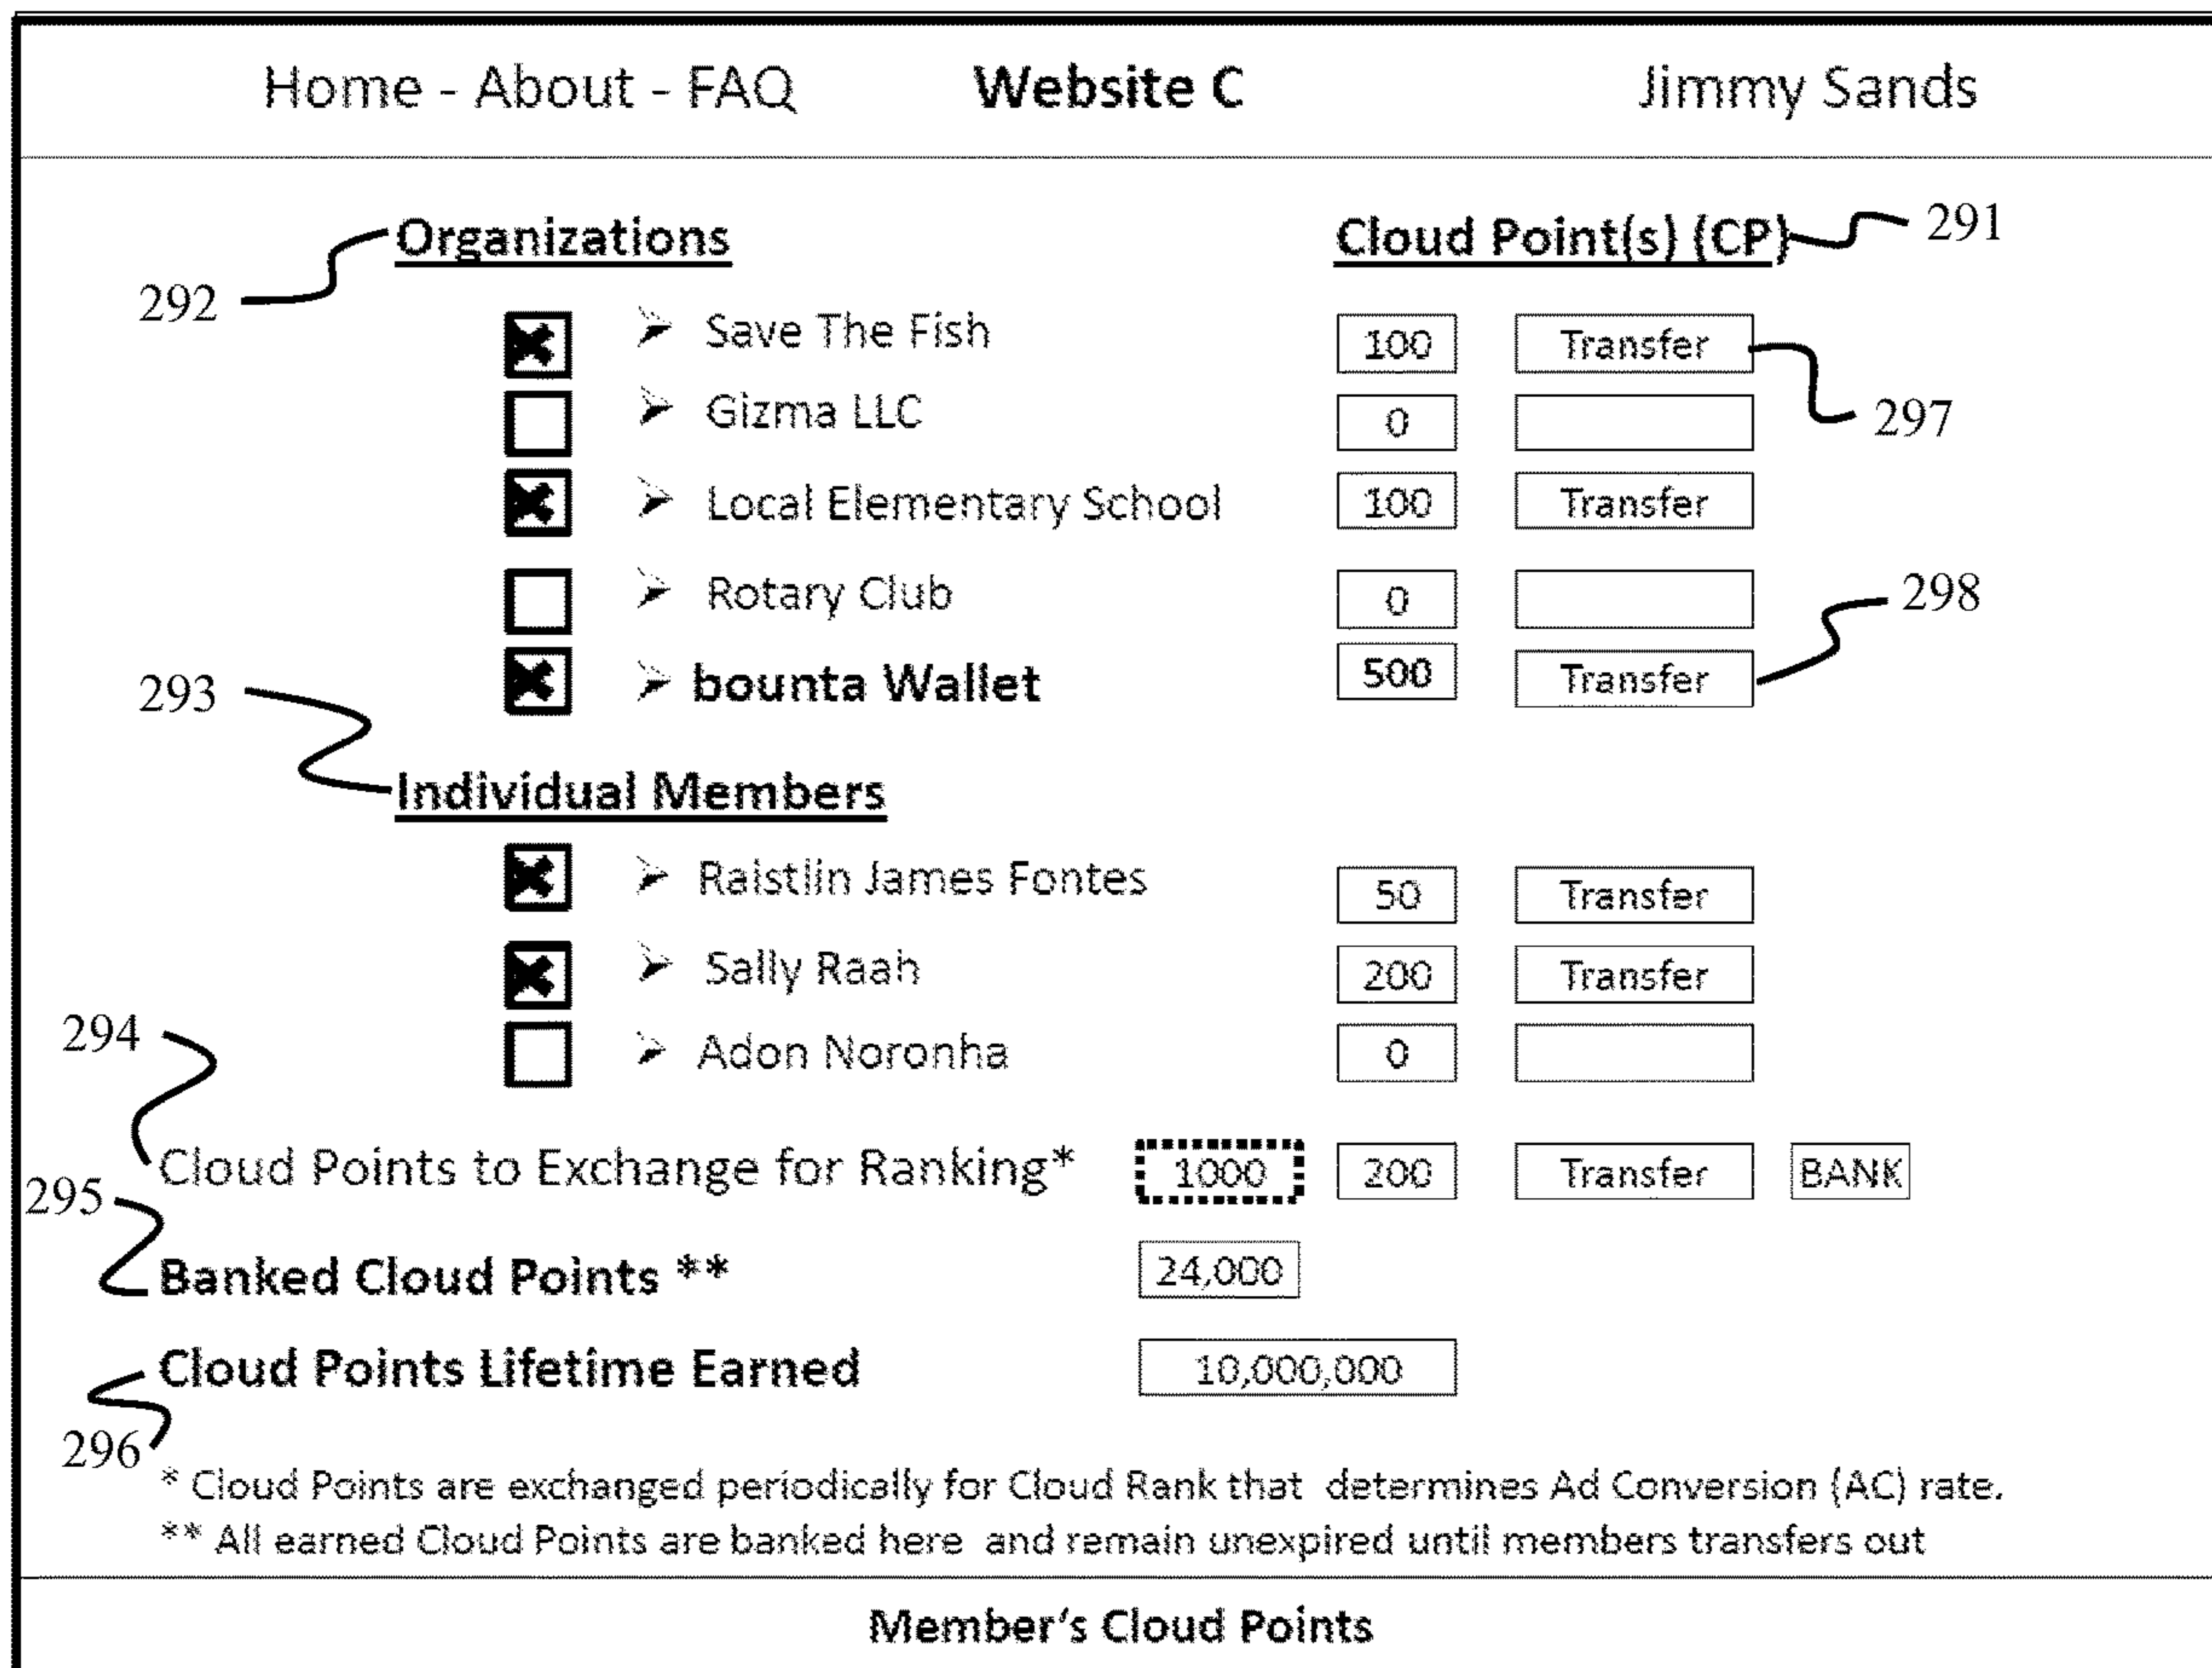 Home - About - FAQ Website C Jimmy Sands
Organizations Cloud Point(s) (CP) 291
292
Save The Fish 100 Transfer
Gizma LLC 0 297
Local Elementary School 100 Transfer
Rotary Club 0 298
293 bounta Wallet 500 Transfer
Individual Members
Raistlin James Fontes 50 Transfer
Sally Raah 200 Transfer
294 Adon Noronha 0
Cloud Points to Exchange for Ranking* 1000 200 Transfer BANK
295
Banked Cloud Points ** 24,000
Cloud Points Lifetime Earned 10,000,000
296
* Cloud Points are exchanged periodically for Cloud Rank that determines Ad Conversion (AC) rate.
** All earned Cloud Points are banked here and remain unexpired until members transfers out
Member's Cloud Points